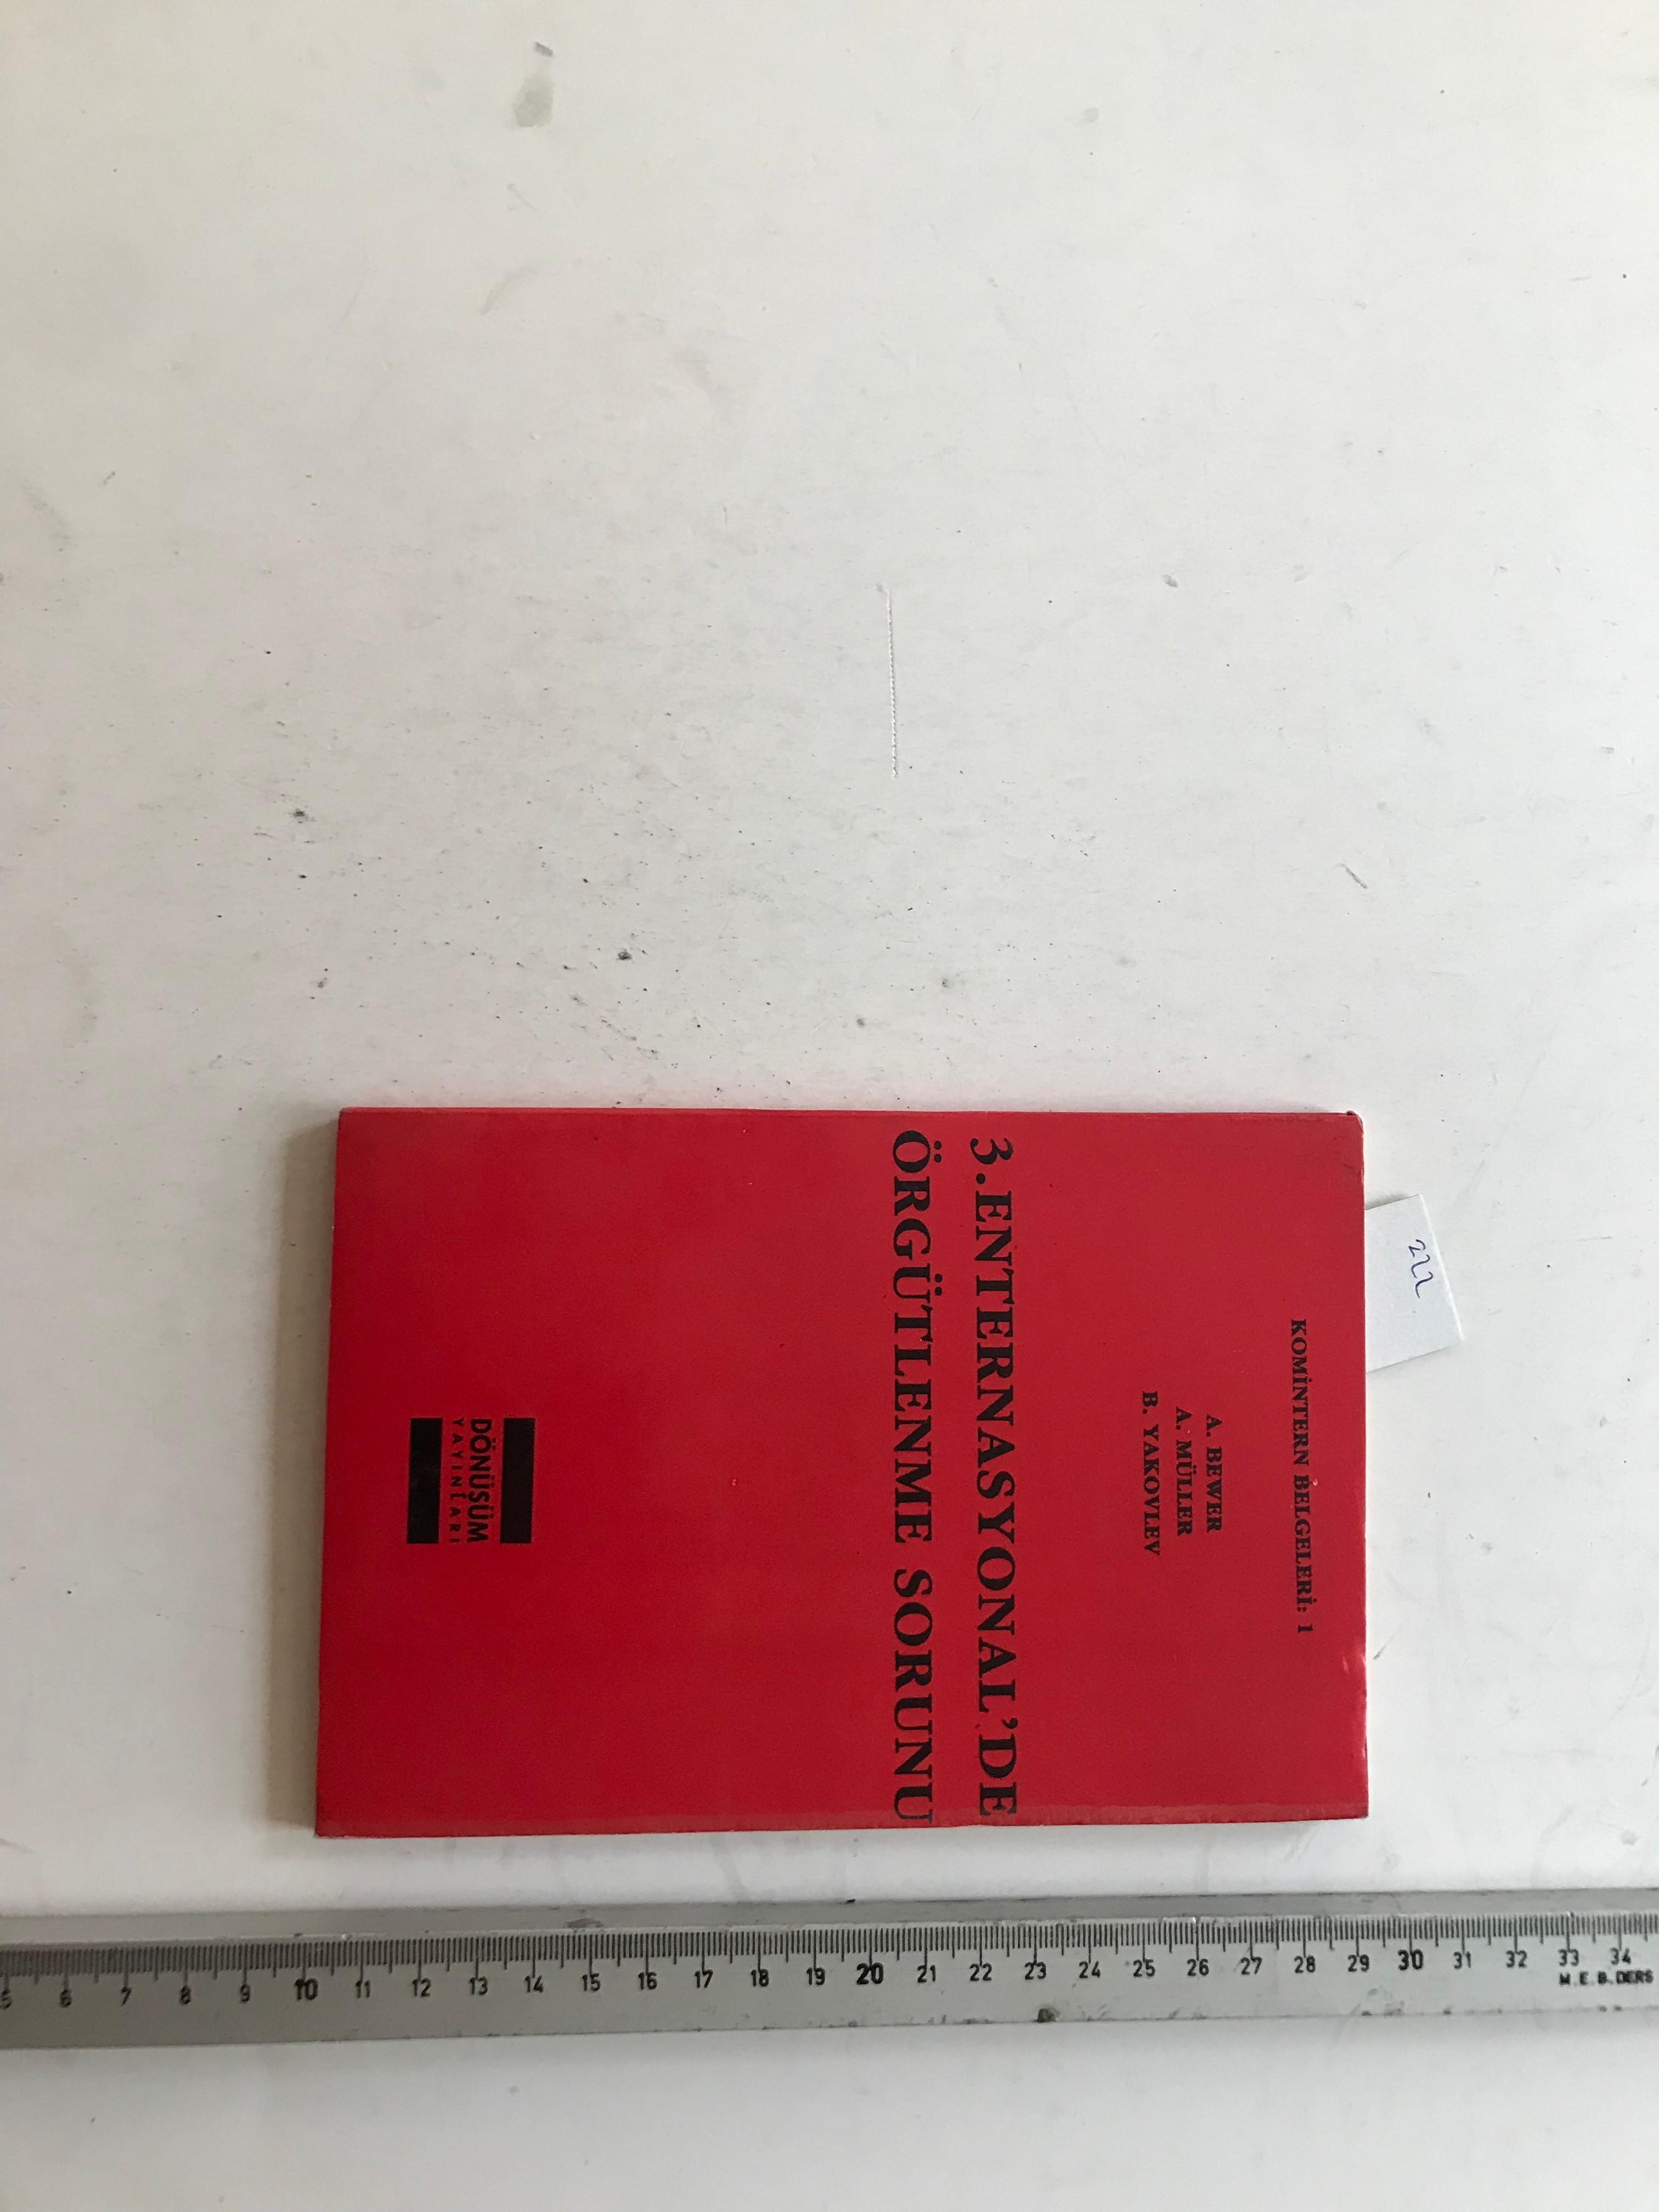 222
KOMİNTERN BELGELERİ: 1
A. BEWER
A. MÜLLER
B. YAKOVLEV
3.ENTERNASYONAL'DE
ÖRGÜTLENME SORUNU
DÖNÜŞÜM
YAYINLARI
5 6 7 8 9 10 11 12 13 14 15 16 17 18 19 20 21 22 23 24 25 26 27 28 29 30 31 32 33 34
M.E.B. DERS